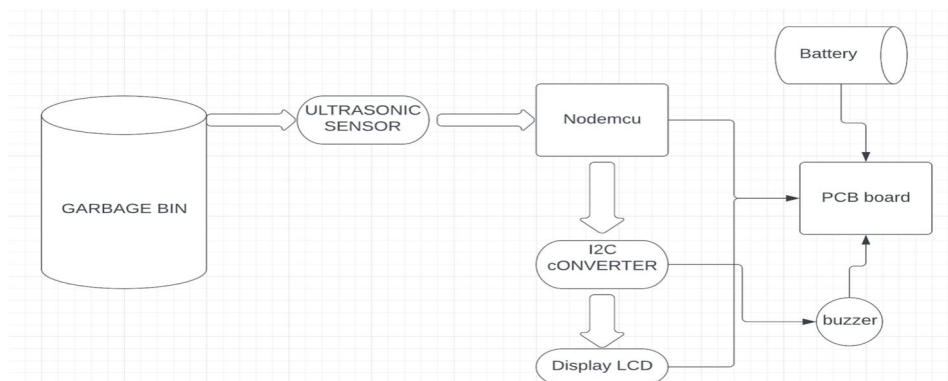 Battery
ULTRASONIC
SENSOR
Nodemcu
GARBAGE BIN
PCB board
I2C
cONVERTER
buzzer
Display LCD